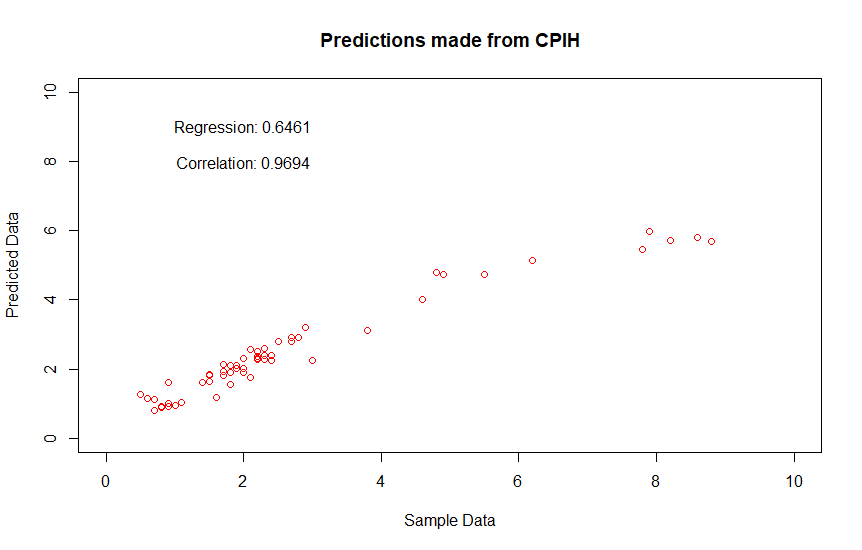 Predictions made from CPIH
Regression: 0.6461
Correlation: 0.9694
Predicted Data
10
8
6
4
2
0
0 2 4 6 8 10
Sample Data